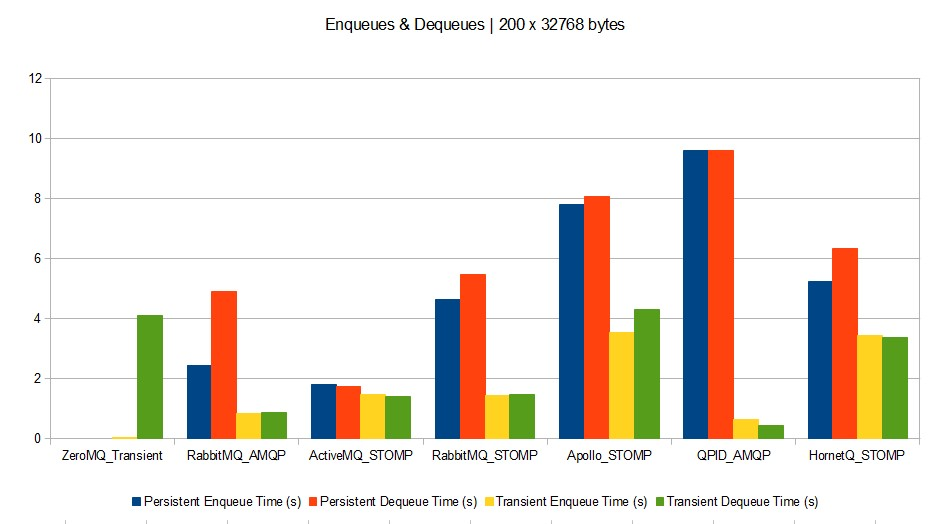 Enqueues & Dequeues | 200 x 32768 bytes
12
10
8
6
4
2
0
ZeroMQ_Transient RabbitMQ_AMQP ActiveMQ_STOMP RabbitMQ_STOMP Apollo_STOMP QPID_AMQP HornetQ_STOMP
Persistent Enqueue Time (s) Persistent Dequeue Time (s) Transient Enqueue Time (s) Transient Dequeue Time (s)